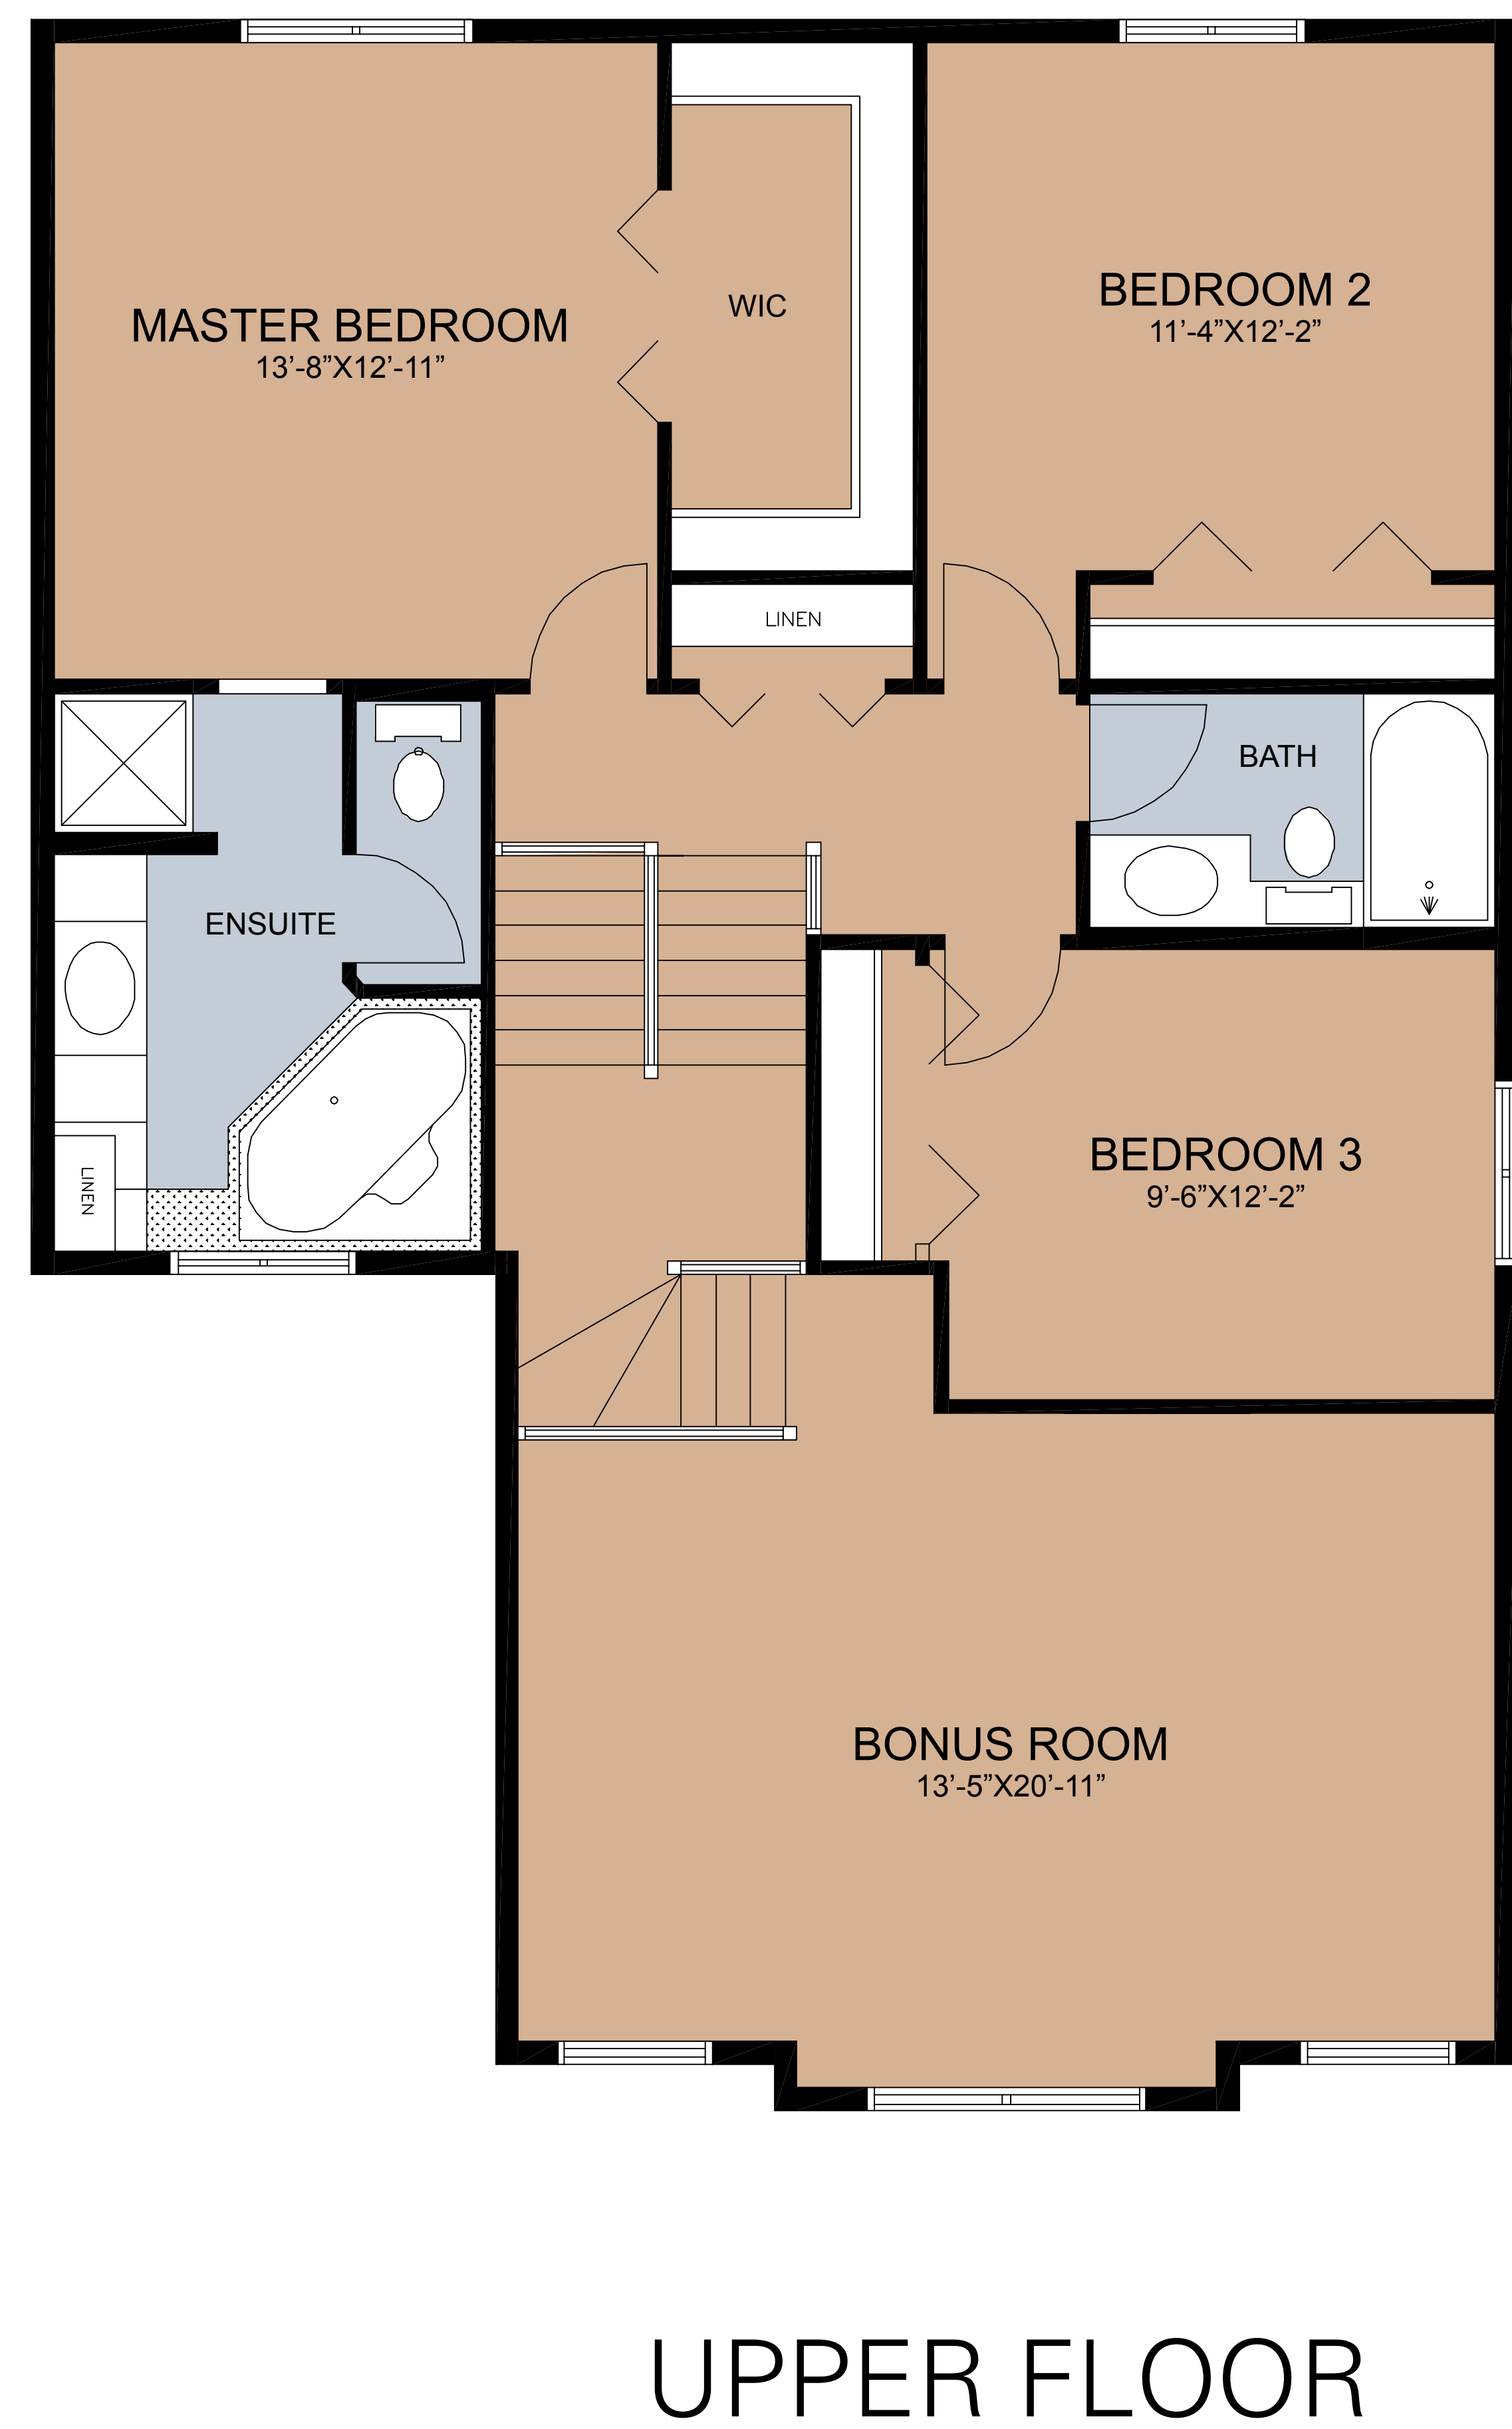 MASTER BEDROOM
13’-8”X12’-11”
WIC
BEDROOM 2
11’-4”X12’-2”
LINEN
BATH
ENSUITE
LINEN
BEDROOM 3
9’-6”X12’-2”
BONUS ROOM
13’-5”X20’-11”
UPPER FLOOR